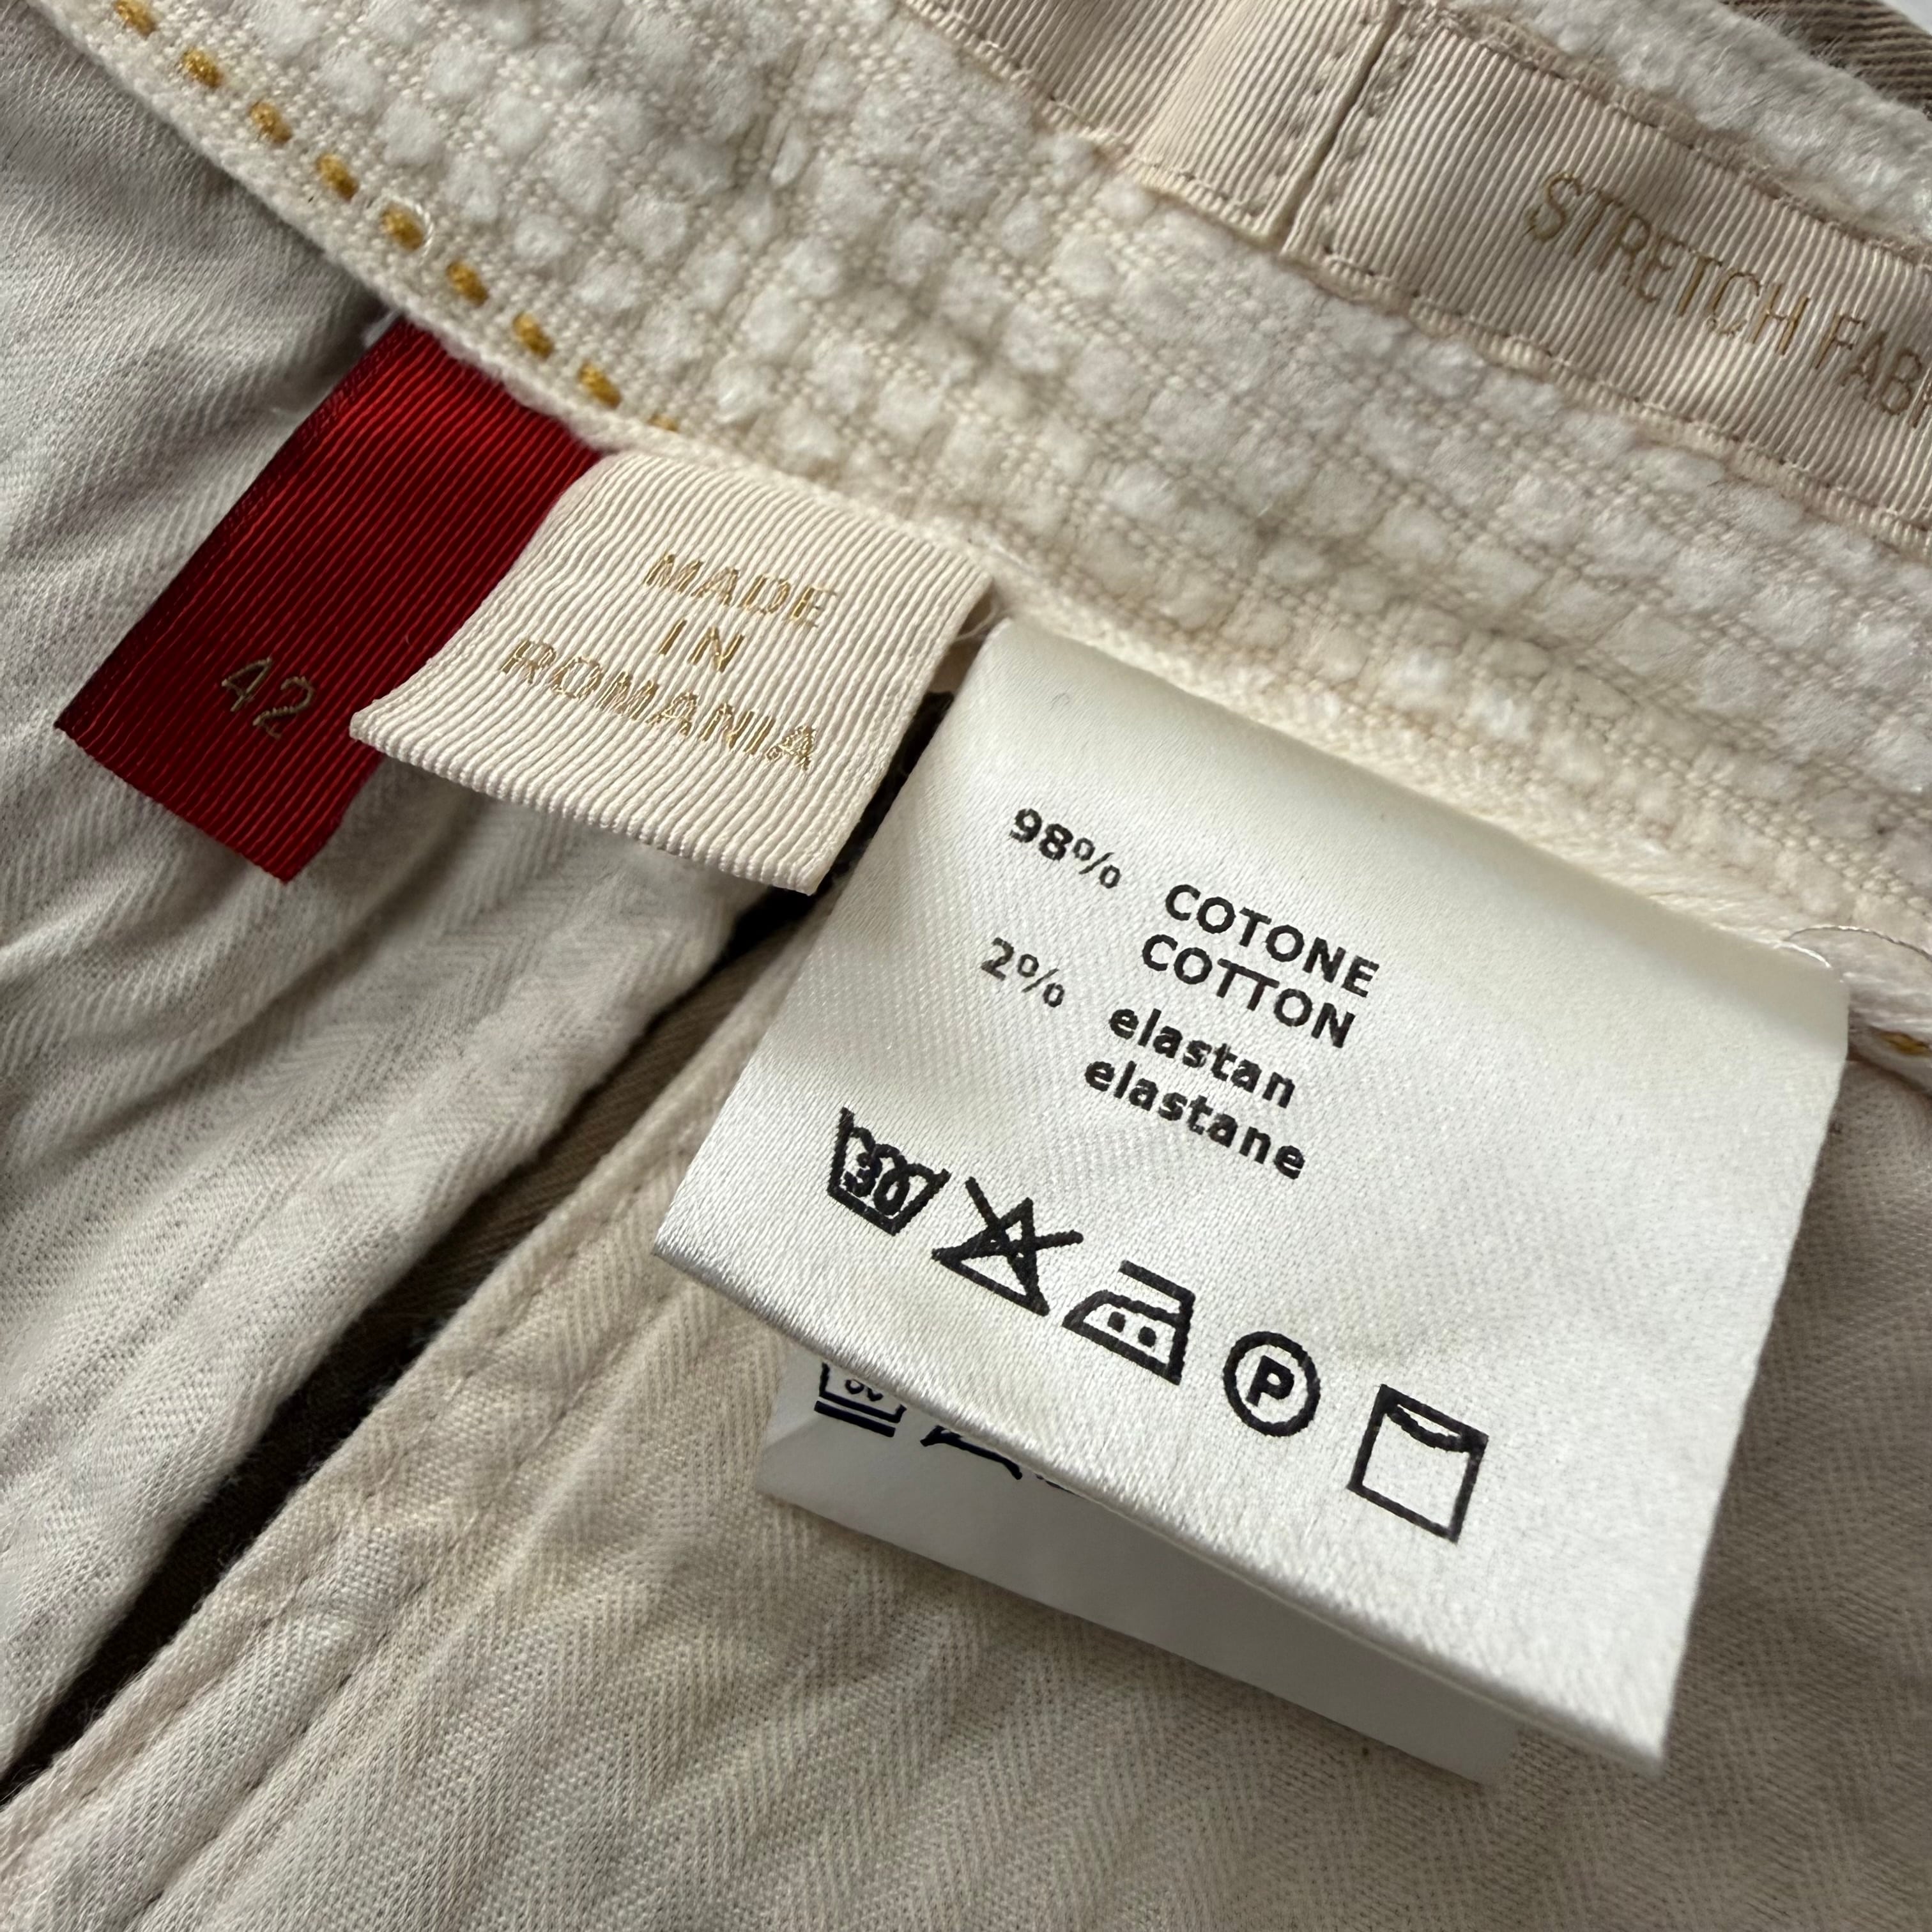 STRETCH FABR
42
MADE
IN
ROMANIA
98% COTONE
COTTON
2% elastan
elastane
30
P